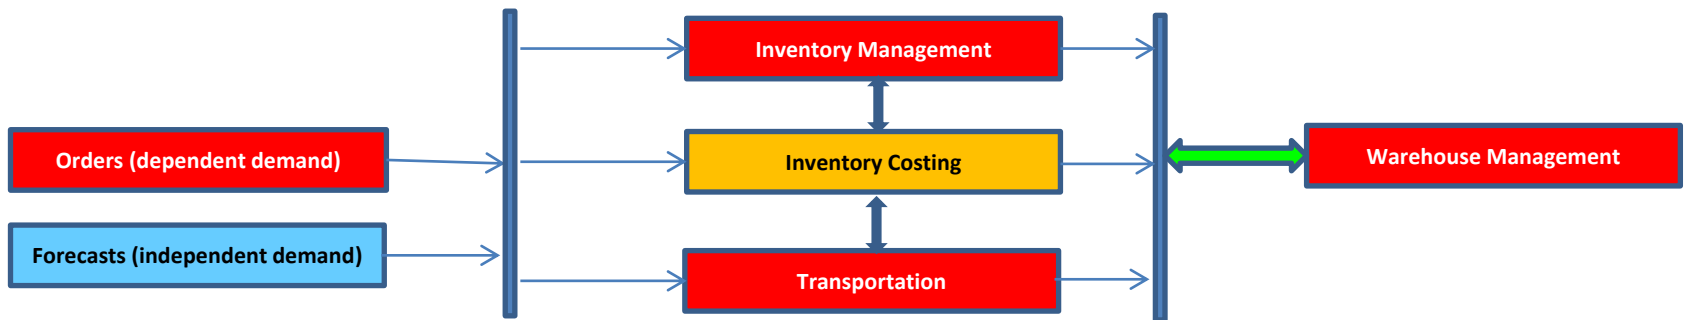 Inventory Management
Orders (dependent demand)
Inventory Costing
Warehouse Management
Forecasts (independent demand)
Transportation